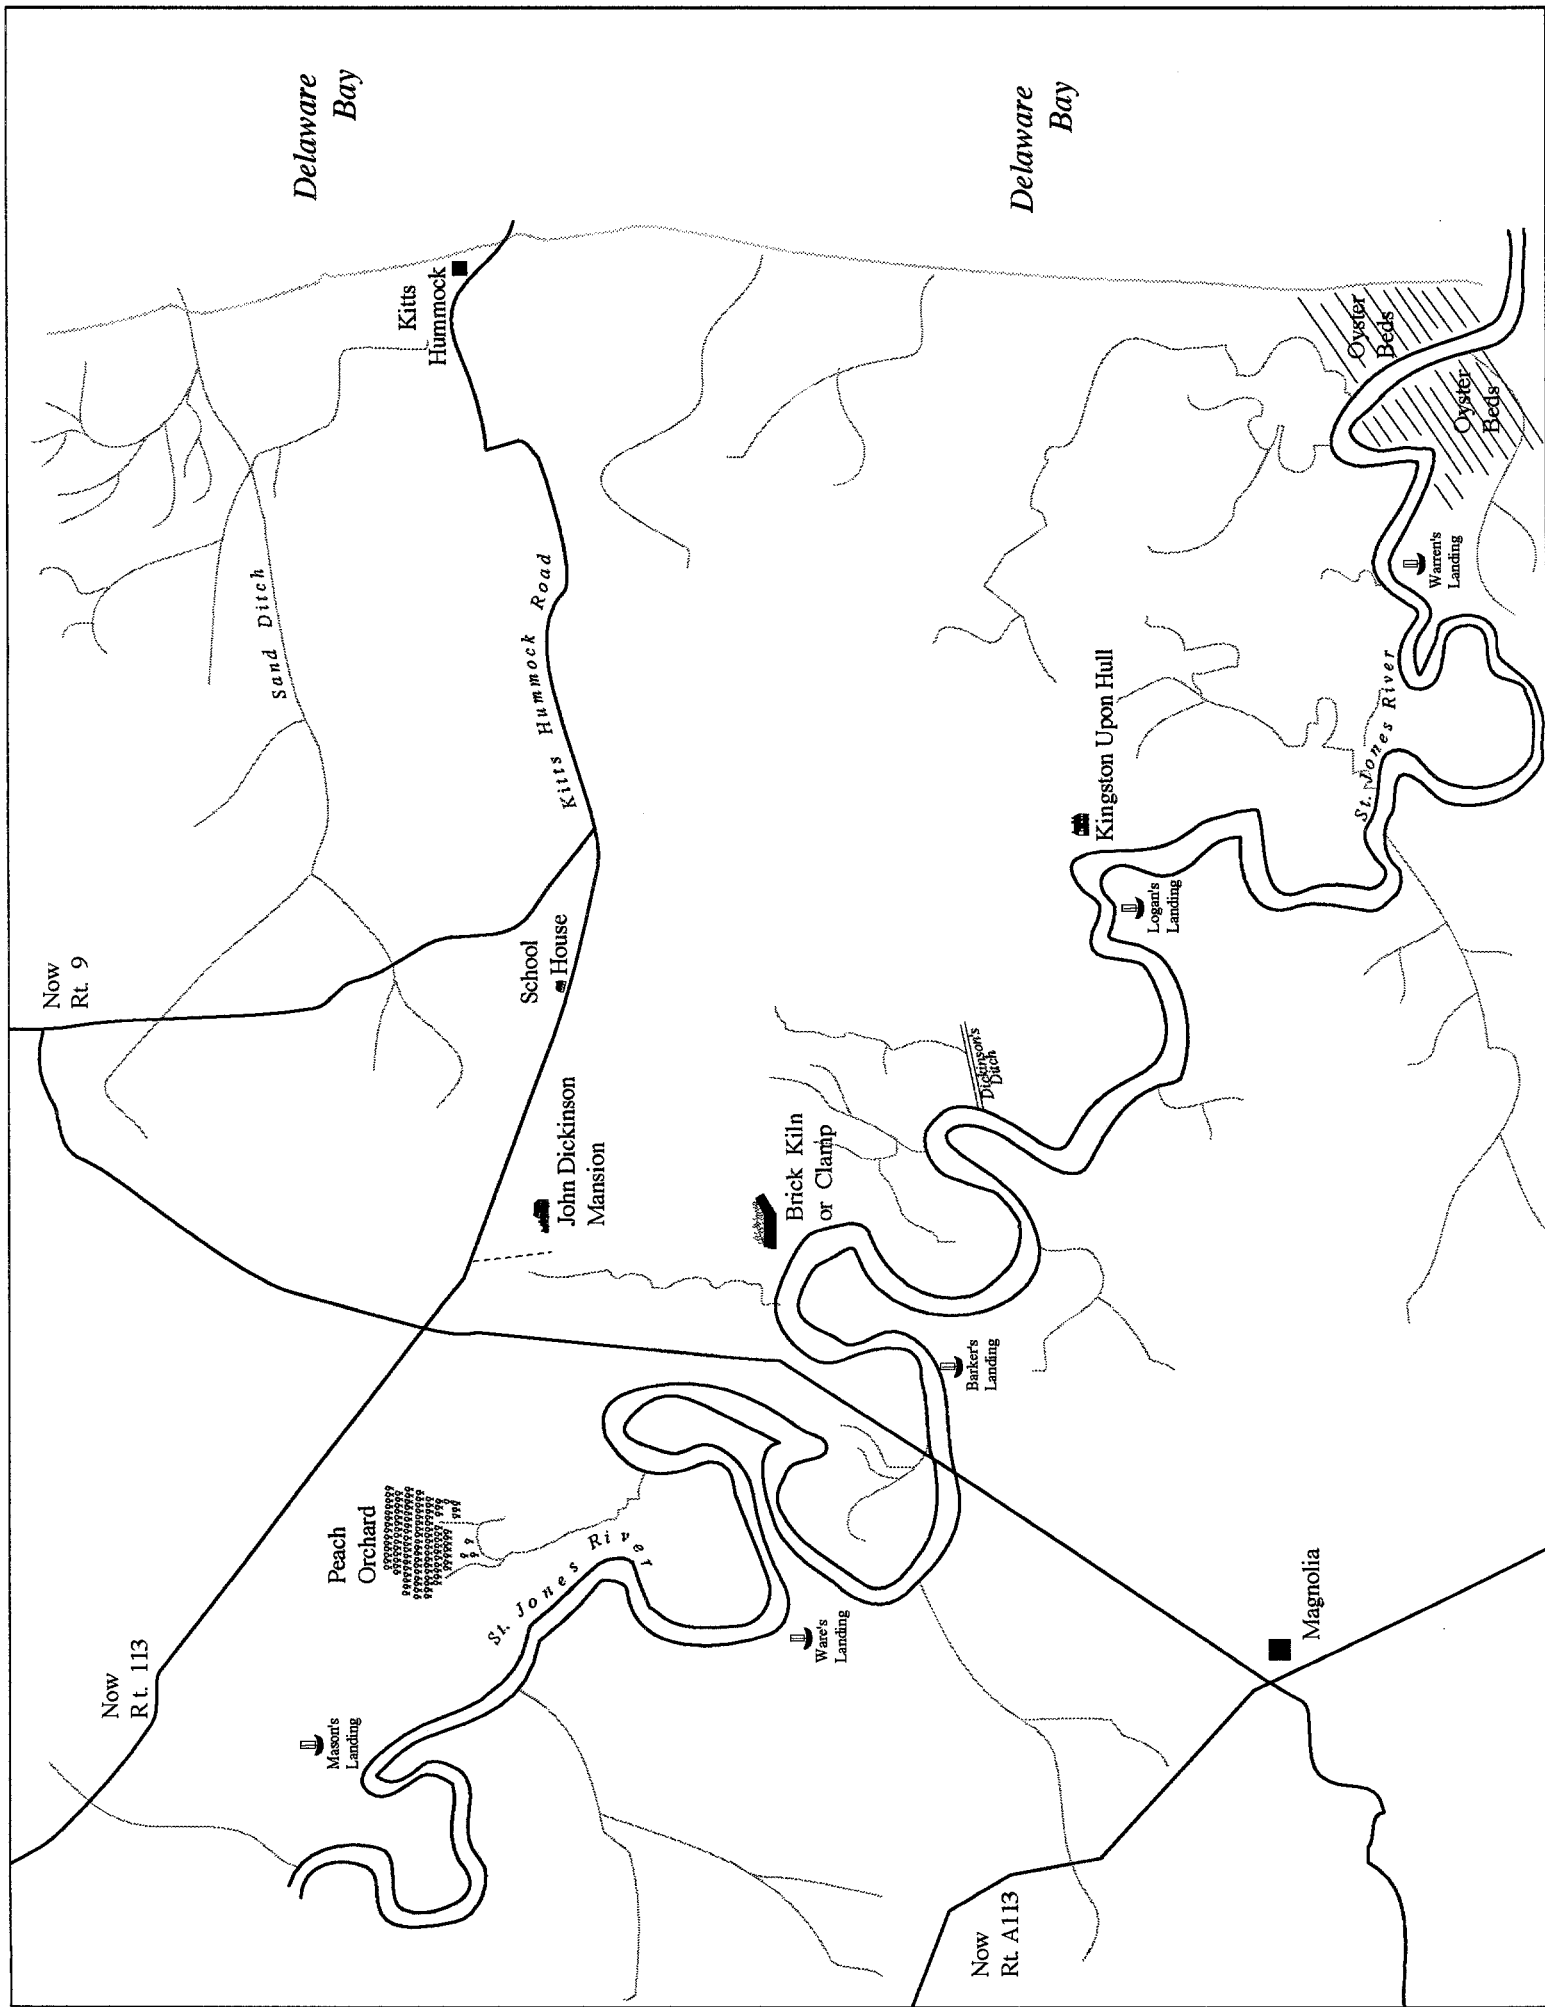 Delaware
Bay
Delaware
Bay
Kitts
Hummock
Oyster
Beds
Oyster
Beds
Sand Ditch
Kitts Hummock Road
Warren's
Landing
Kingston Upon Hull
St. Jones River
Logan's
Landing
Now
Rt. 9
School
House
Dickinson's
Ditch
John Dickinson
Mansion
Brick Kiln
or Clamp
Barker's
Landing
Peach
Orchard
St. Jones River
Ware's
Landing
Magnolia
Now
Rt. 113
Mason's
Landing
Now
Rt. A113